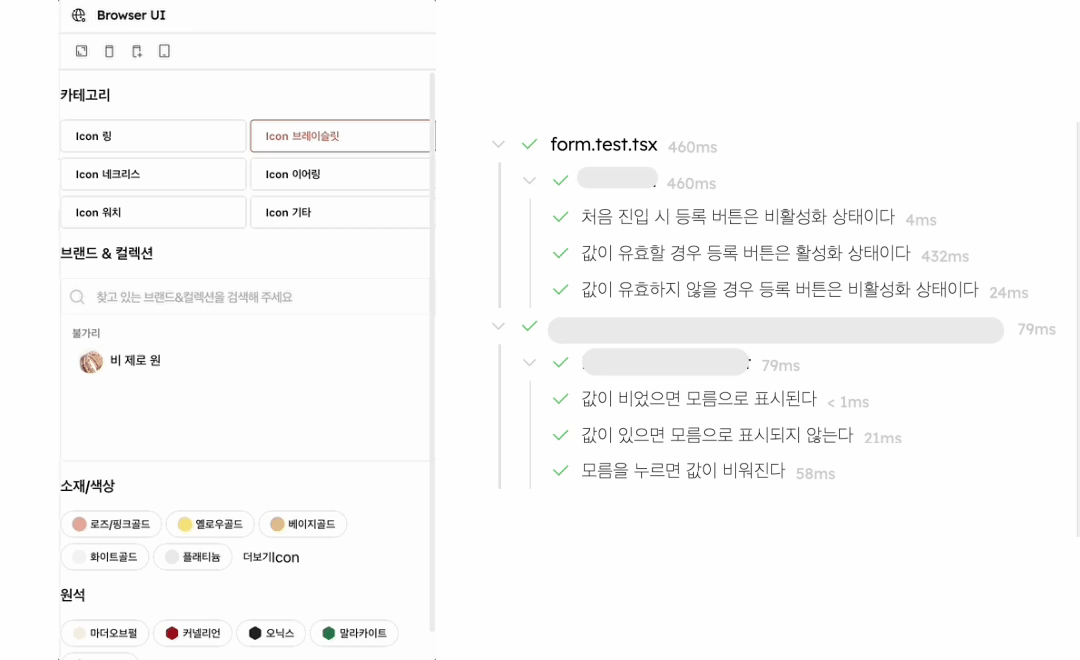 Browser UI
카테고리
Icon 링
Icon 브레이슬릿
Icon 네크리스
Icon 이어링
Icon 워치
Icon 기타
브랜드 & 컬렉션
찾고 있는 브랜드&컬렉션을 검색해 주세요
불가리
비 제로 원
소재/색상
로즈/핑크골드
옐로우골드
베이지골드
화이트골드
플래티늄
더보기Icon
원석
마더오브펄
커넬리언
오닉스
말라카이트
form.test.tsx 460ms
460ms
처음 진입 시 등록 버튼은 비활성화 상태이다 4ms
값이 유효할 경우 등록 버튼은 활성화 상태이다 432ms
값이 유효하지 않을 경우 등록 버튼은 비활성화 상태이다 24ms
79ms
79ms
값이 비었으면 모름으로 표시된다 < 1ms
값이 있으면 모름으로 표시되지 않는다 21ms
모름을 누르면 값이 비워진다 58ms